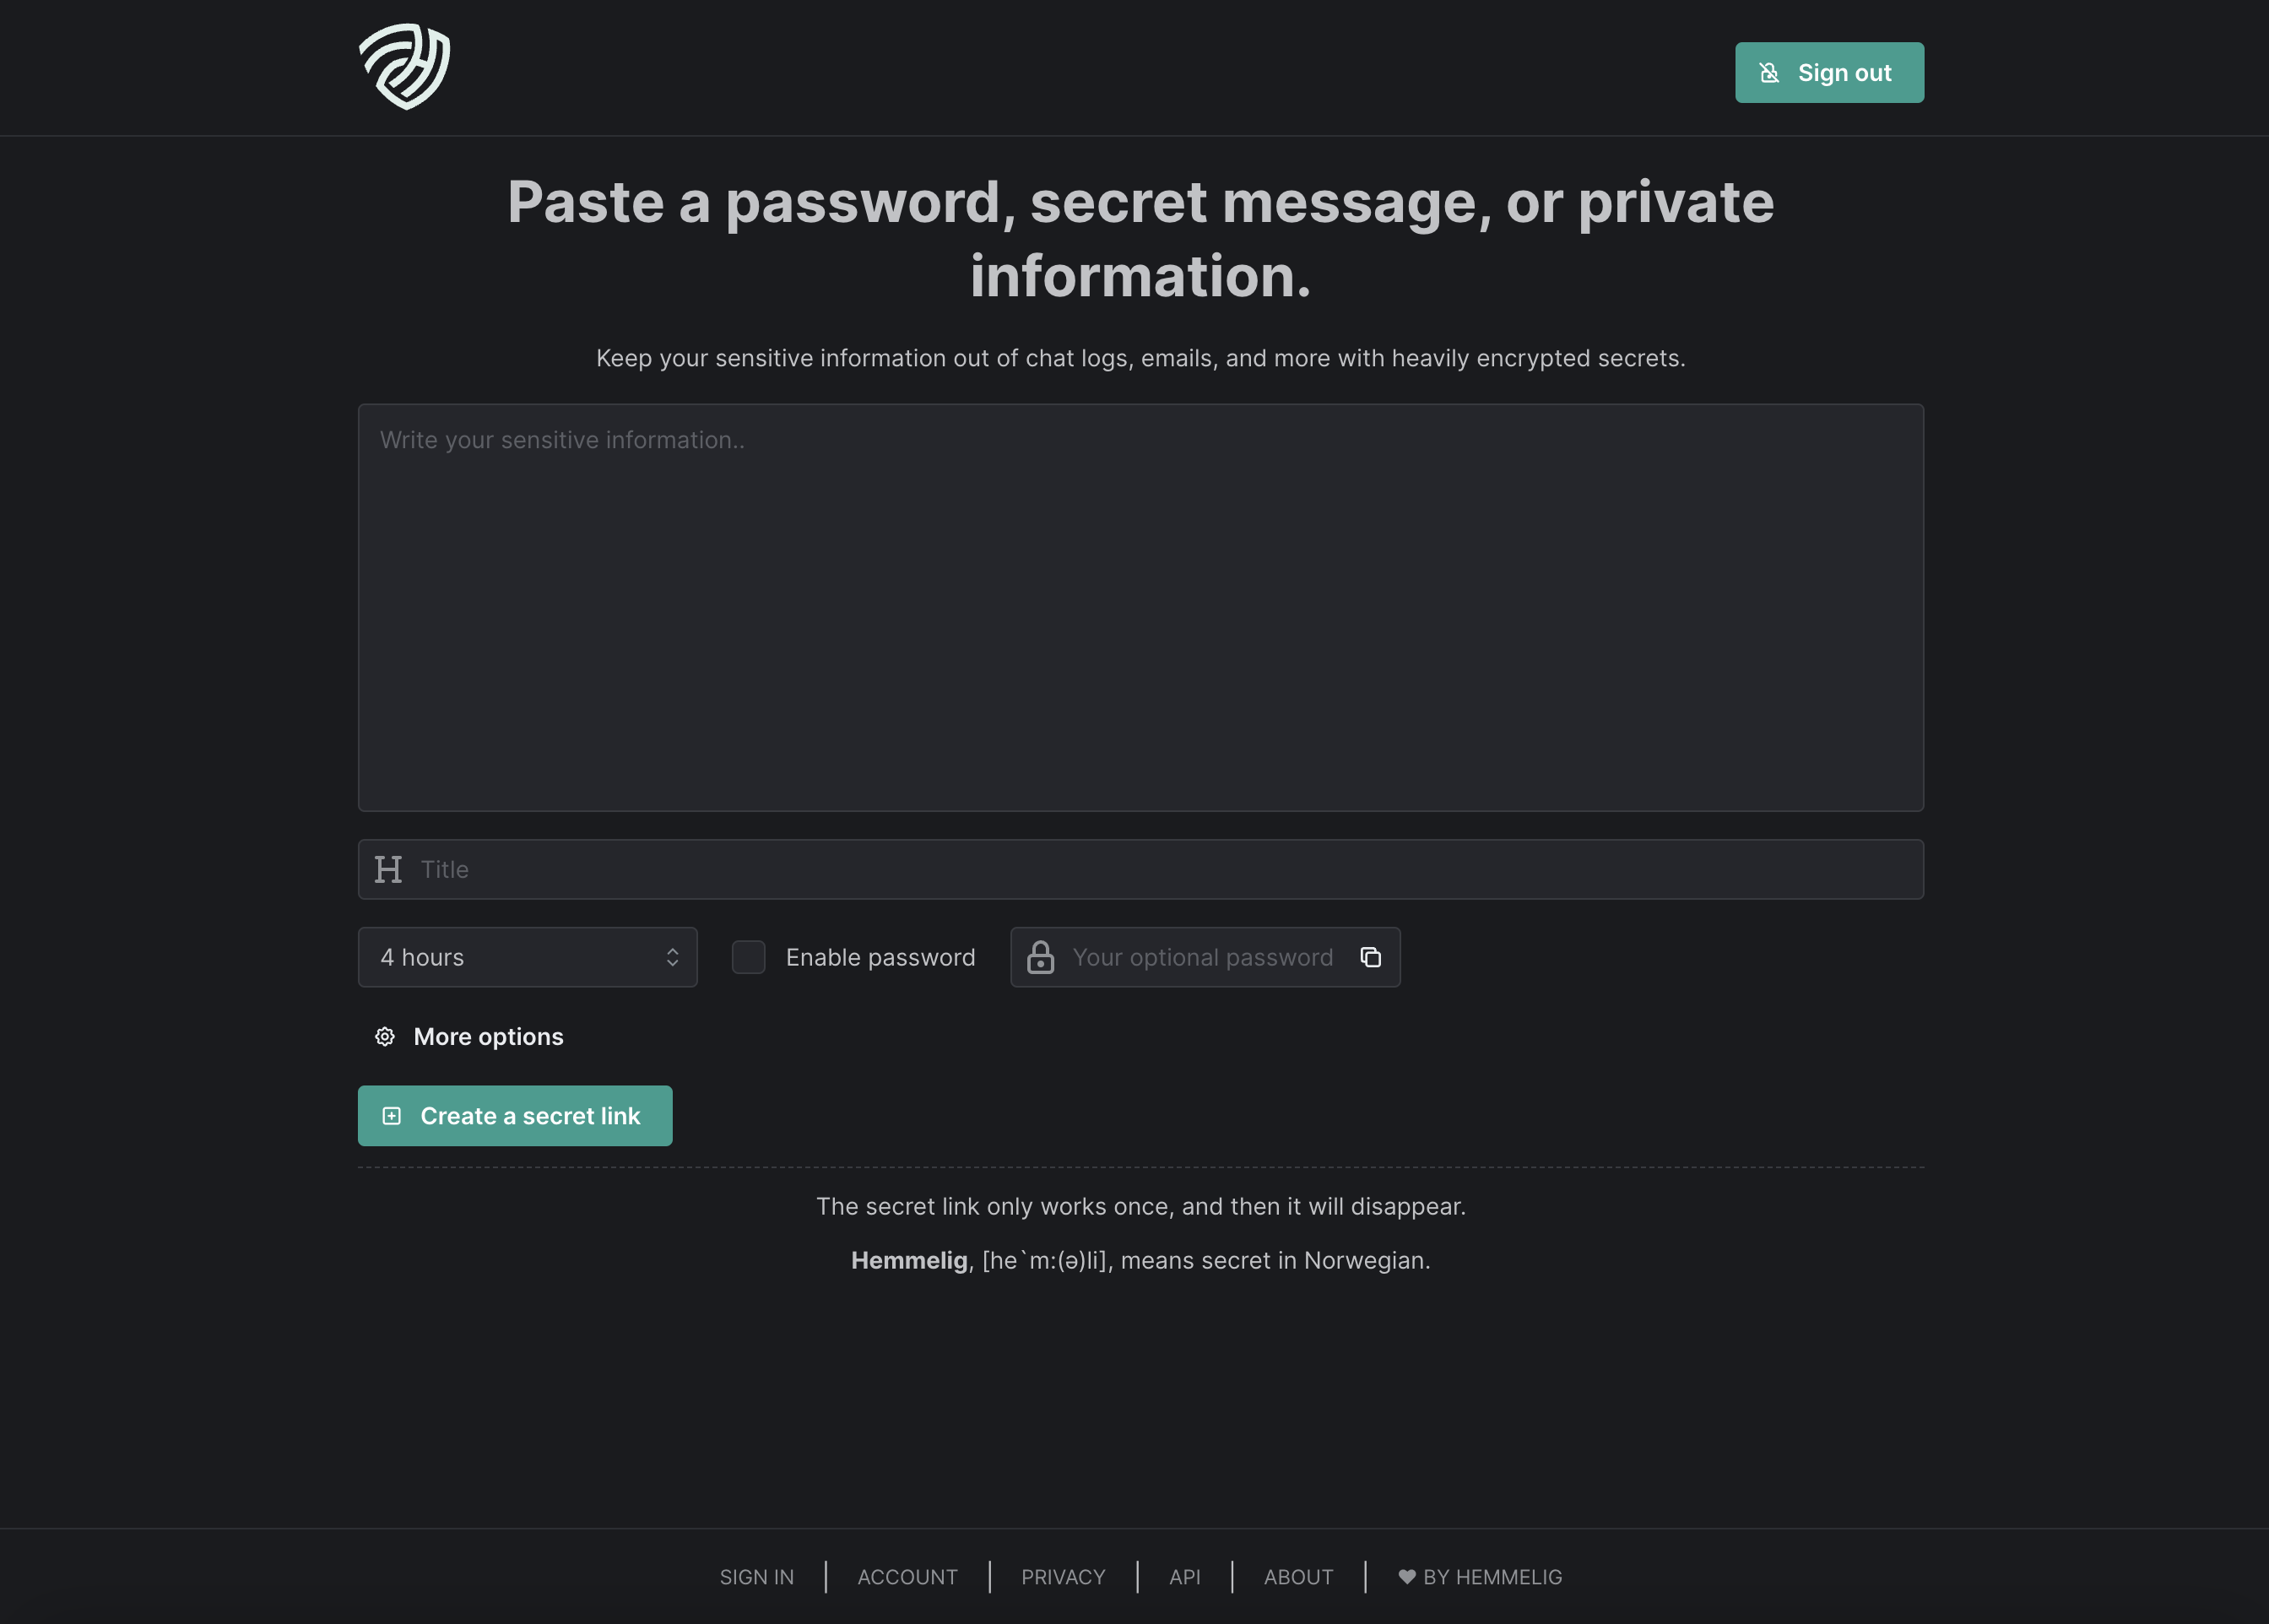 Sign out
Paste a password, secret message, or private
information.
Keep your sensitive information out of chat logs, emails, and more with heavily encrypted secrets.
Write your sensitive information..
Title
4 hours
Enable password
Your optional password
More options
Create a secret link
The secret link only works once, and then it will disappear.
Hemmelig, [he`m:(ə)li], means secret in Norwegian.
SIGN IN
ACCOUNT
PRIVACY
API
ABOUT
♥ BY HEMMELIG